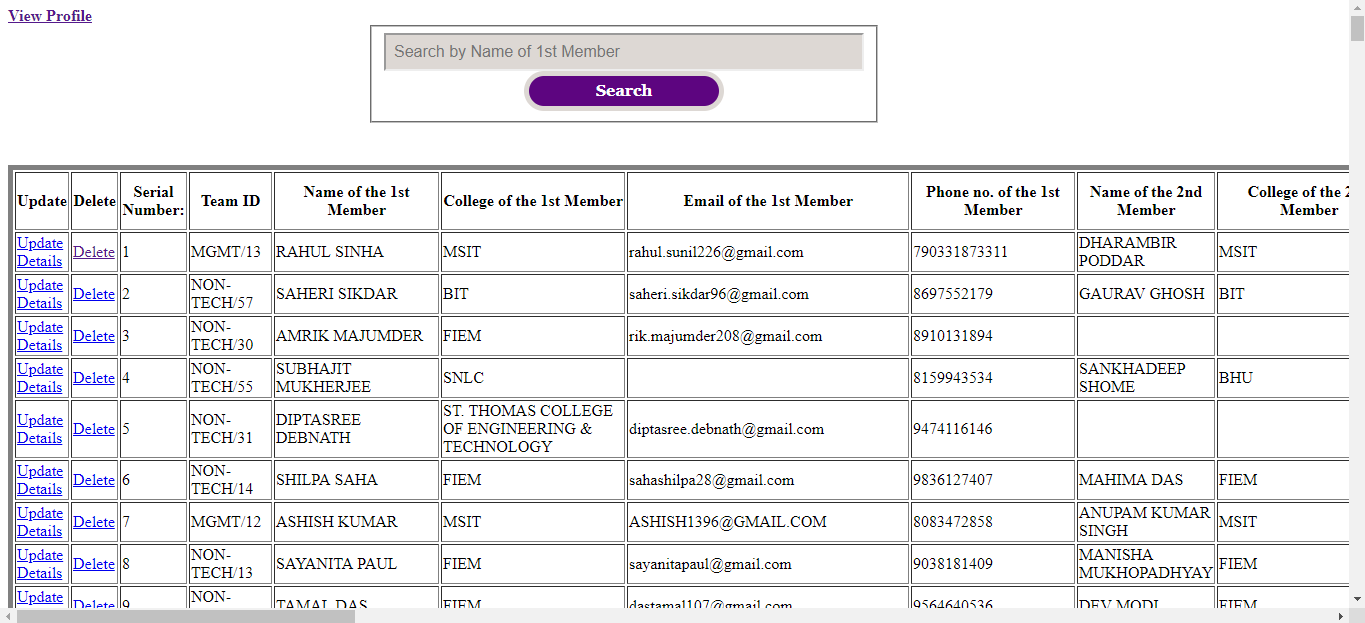 View Profile
Search by Name of 1st Member
Search
Update Delete Serial Number: Team ID Name of the 1st Member College of the 1st Member Email of the 1st Member Phone no. of the 1st Member Name of the 2nd Member College of the Member
Update Details Delete 1 MGMT/13 RAHUL SINHA MSIT rahul.sunil226@gmail.com 790331873311 DHARAMBIR PODDAR MSIT
Update Details Delete 2 NON-TECH/57 SAHERI SIKDAR BIT saheri.sikdar96@gmail.com 8697552179 GAURAV GHOSH BIT
Update Details Delete 3 NON-TECH/30 AMRIK MAJUMDER FIEM rik.majumder208@gmail.com 8910131894
Update Details Delete 4 NON-TECH/55 SUBHAJIT MUKHERJEE SNLC 8159943534 SANKHADEEP SHOME BHU
Update Details Delete 5 NON-TECH/31 DIPTASREE DEBNATH ST. THOMAS COLLEGE OF ENGINEERING & TECHNOLOGY diptasree.debnath@gmail.com 9474116146
Update Details Delete 6 NON-TECH/14 SHILPA SAHA FIEM sahashilpa28@gmail.com 9836127407 MAHIMA DAS FIEM
Update Details Delete 7 MGMT/12 ASHISH KUMAR MSIT ASHISH1396@GMAIL.COM 8083472858 ANUPAM KUMAR SINGH MSIT
Update Details Delete 8 NON-TECH/13 SAYANITA PAUL FIEM sayanitapaul@gmail.com 9038181409 MANISHA MUKHOPADHYAY FIEM
Update Delete 9 NON- TAMAL DAS FIEM dastamal107@gmail.com 9564640536 DEV MODI FIEM